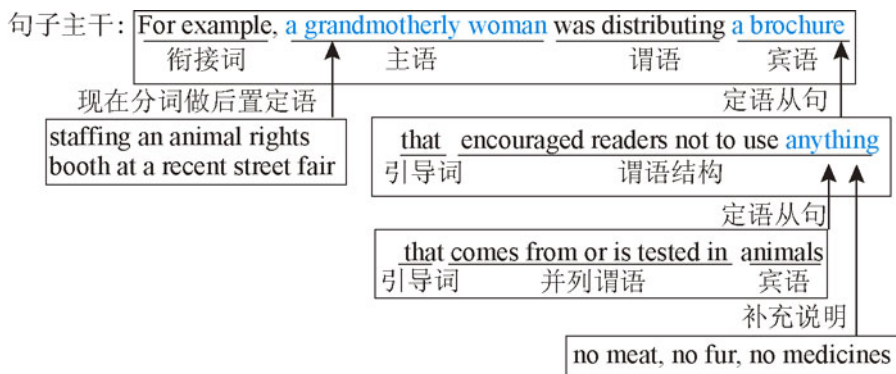 句子主干: For example, a grandmotherly woman was distributing a brochure
衔接词 主语 谓语 宾语
现在分词做后置定语 定语从句
staffing an animal rights
booth at a recent street fair
that encouraged readers not to use anything
引导词 谓语结构
定语从句
that comes from or is tested in animals
引导词 并列谓语 宾语
补充说明
no meat, no fur, no medicines